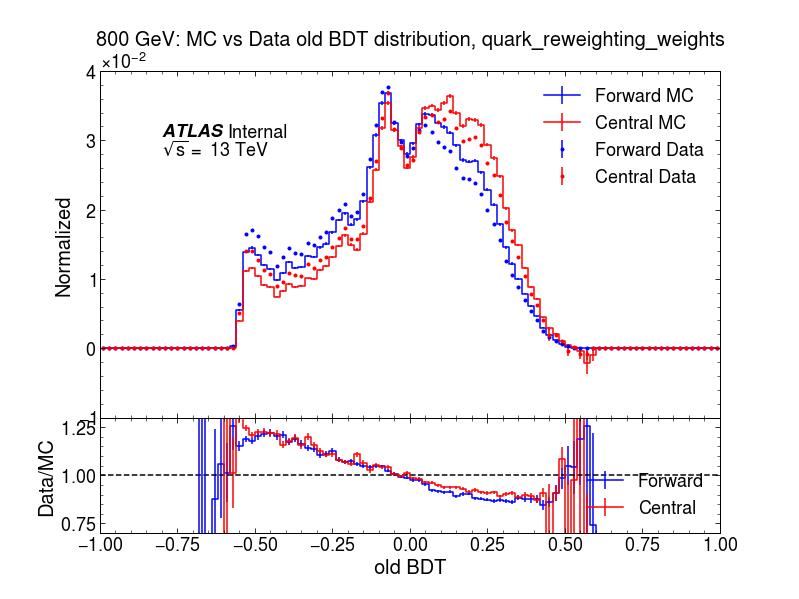 800 GeV: MC vs Data old BDT distribution, quark_reweighting_weights
×10⁻²
4
3
2
1
0
−1
Normalized
ATLAS Internal
√s = 13 TeV
Forward MC
Central MC
Forward Data
Central Data
1.25
1.00
0.75
Data/MC
Forward
Central
−1.00 −0.75 −0.50 −0.25 0.00 0.25 0.50 0.75 1.00
old BDT